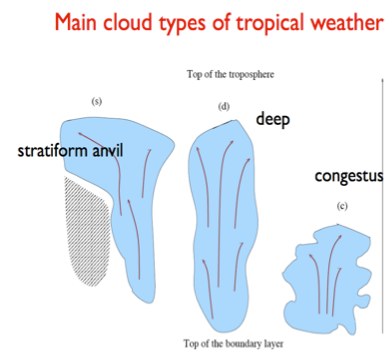 Main cloud types of tropical weather
Top of the troposphere
(s)
(d)
deep
stratiform anvil
congestus
(c)
Top of the boundary layer